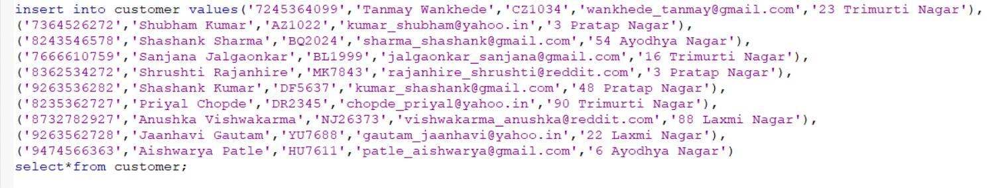 insert into customer values('7245364099','Tanmay Wankhede','CZ1034','wankhede_tanmay@gmail.com','23 Trimurti Nagar'),
('7364526272','Shubham Kumar','AZ1022','kumar_shubham@yahoo.in','3 Pratap Nagar'),
('8243546578','Shashank Sharma','BQ2024','sharma_shashank@gmail.com','54 Ayodhya Nagar'),
('7666610759','Sanjana Jalgaonkar','BL1999','jalgaonkar_sanjana@gmail.com','16 Trimurti Nagar'),
('8362534272','Shrushti Rajanhire','MK7843','rajanhire_shrushti@reddit.com','3 Pratap Nagar'),
('9263536282','Shashank Kumar','DF5637','kumar_shashank@gmail.com','48 Pratap Nagar'),
('8235362727','Priyal Chopde','DR2345','chopde_priyal@yahoo.in','90 Trimurti Nagar'),
('8732782927','Anushka Vishwakarma','NJ26373','vishwakarma_anushka@reddit.com','88 Laxmi Nagar'),
('9263562728','Jaanhavi Gautam','YU7688','gautam_jaanhavi@yahoo.in','22 Laxmi Nagar'),
('9474566363','Aishwarya Patle','HU7611','patle_aishwarya@gmail.com','6 Ayodhya Nagar')
select*from customer;